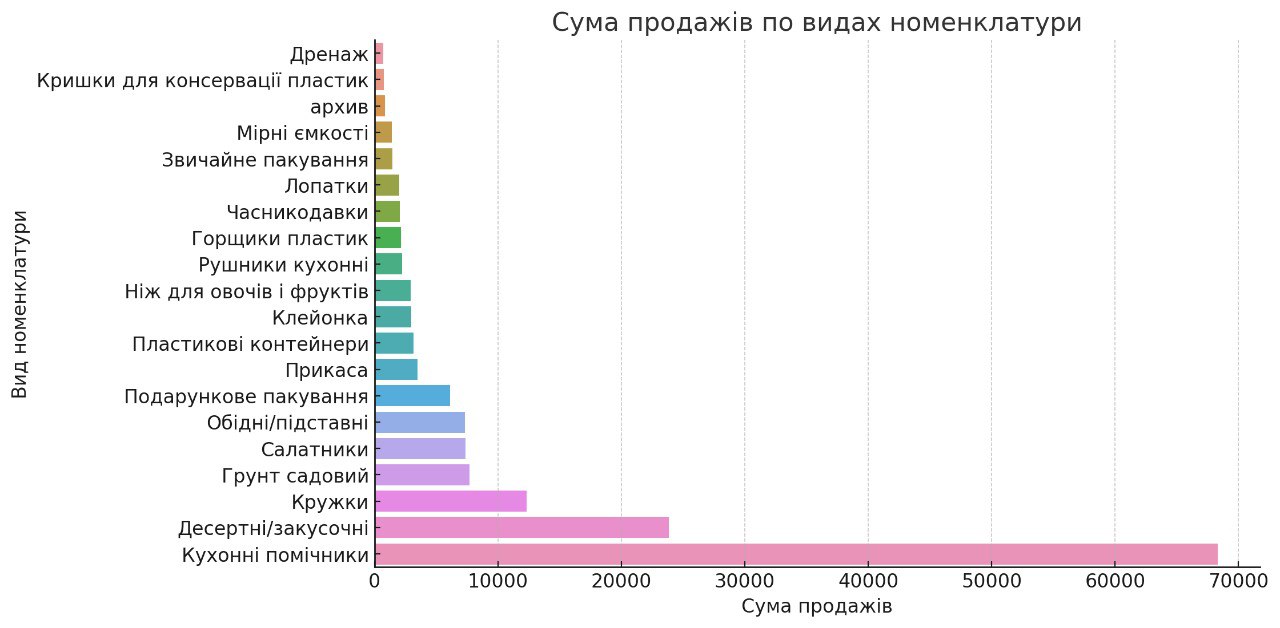 Сума продажів по видах номенклатури
Вид номенклатури
Дренаж
Кришки для консервації пластик
архив
Мірні ємкості
Звичайне пакування
Лопатки
Часникодавки
Горщики пластик
Рушники кухонні
Ніж для овочів і фруктів
Клейонка
Пластикові контейнери
Прикаса
Подарункове пакування
Обідні/підставні
Салатники
Грунт садовий
Кружки
Десертні/закусочні
Кухонні помічники
0 10000 20000 30000 40000 50000 60000 70000
Сума продажів